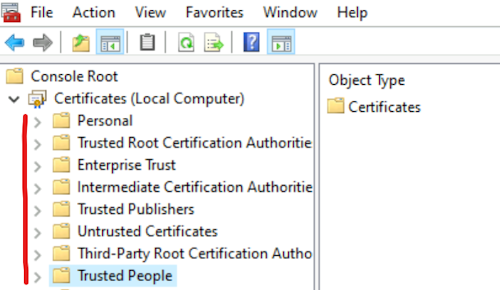 File Action View Favorites Window Help
Console Root
Certificates (Local Computer)
Personal
Trusted Root Certification Authoritie
Enterprise Trust
Intermediate Certification Authoritie
Trusted Publishers
Untrusted Certificates
Third-Party Root Certification Autho
Trusted People
Object Type
Certificates